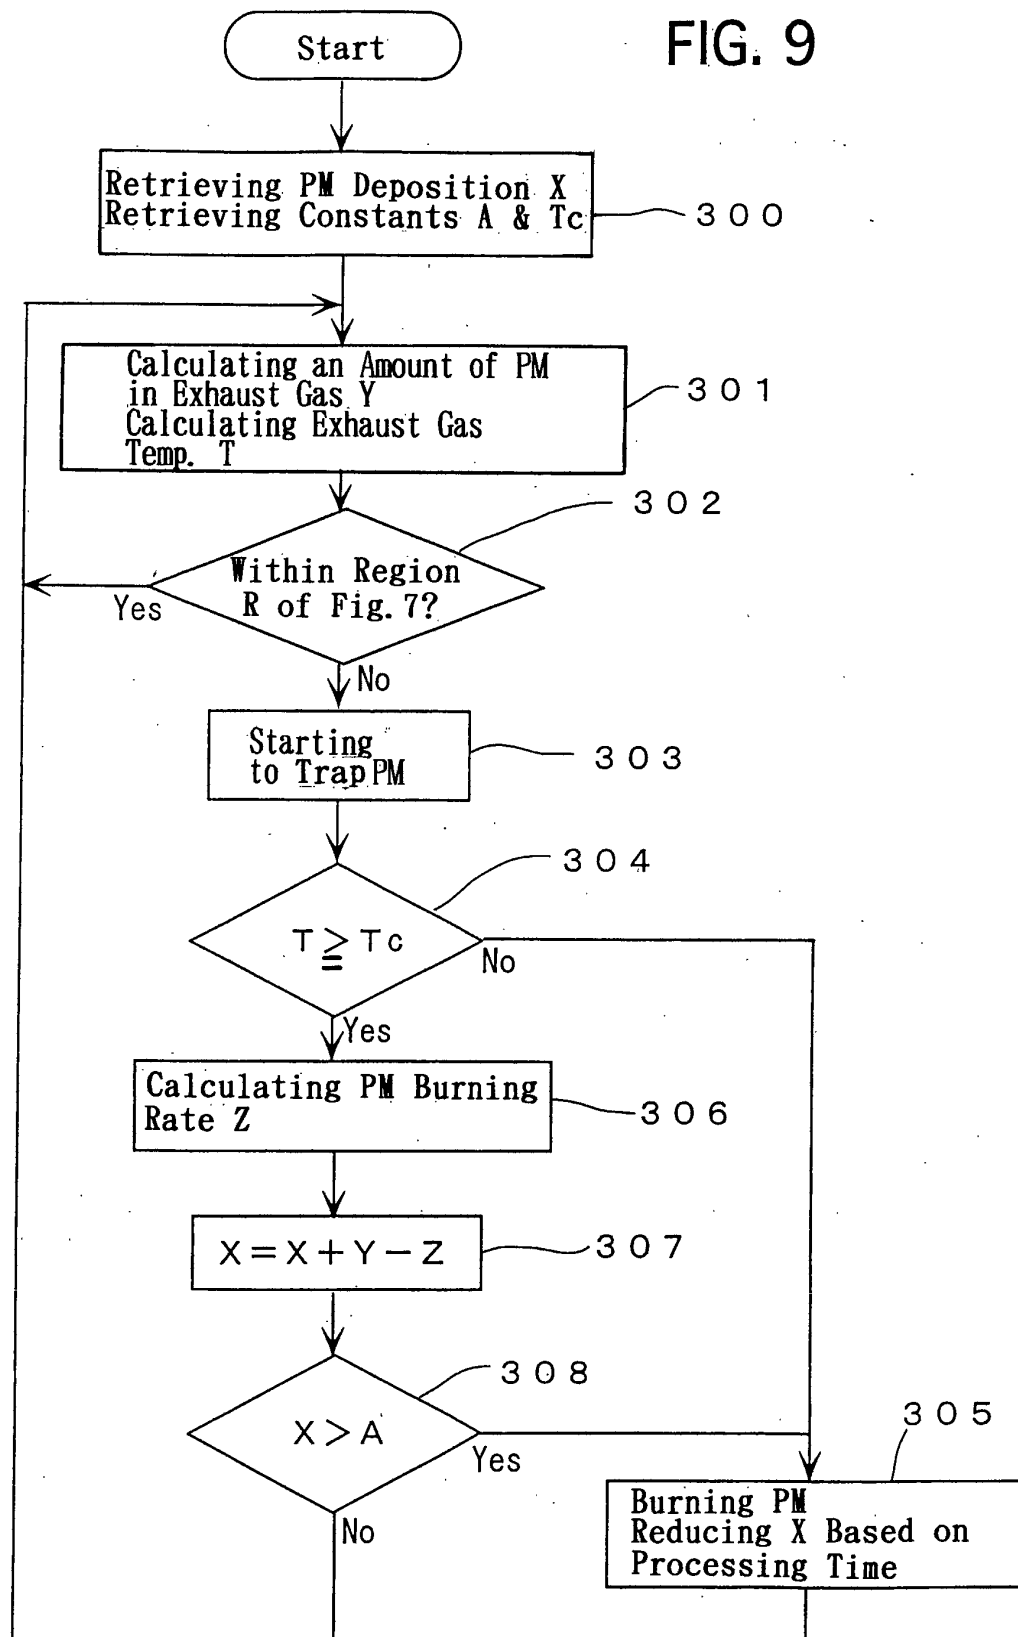 FIG. 9
Start
Retrieving PM Deposition X
Retrieving Constants A & Tc
300
Calculating an Amount of PM
in Exhaust Gas Y
Calculating Exhaust Gas
Temp. T
301
302
Within Region
R of Fig. 7?
Yes
No
Starting
to Trap PM
303
304
T ≧ Tc
No
Yes
Calculating PM Burning
Rate Z
306
X = X + Y − Z
307
308
X > A
Yes
No
305
Burning PM
Reducing X Based on
Processing Time